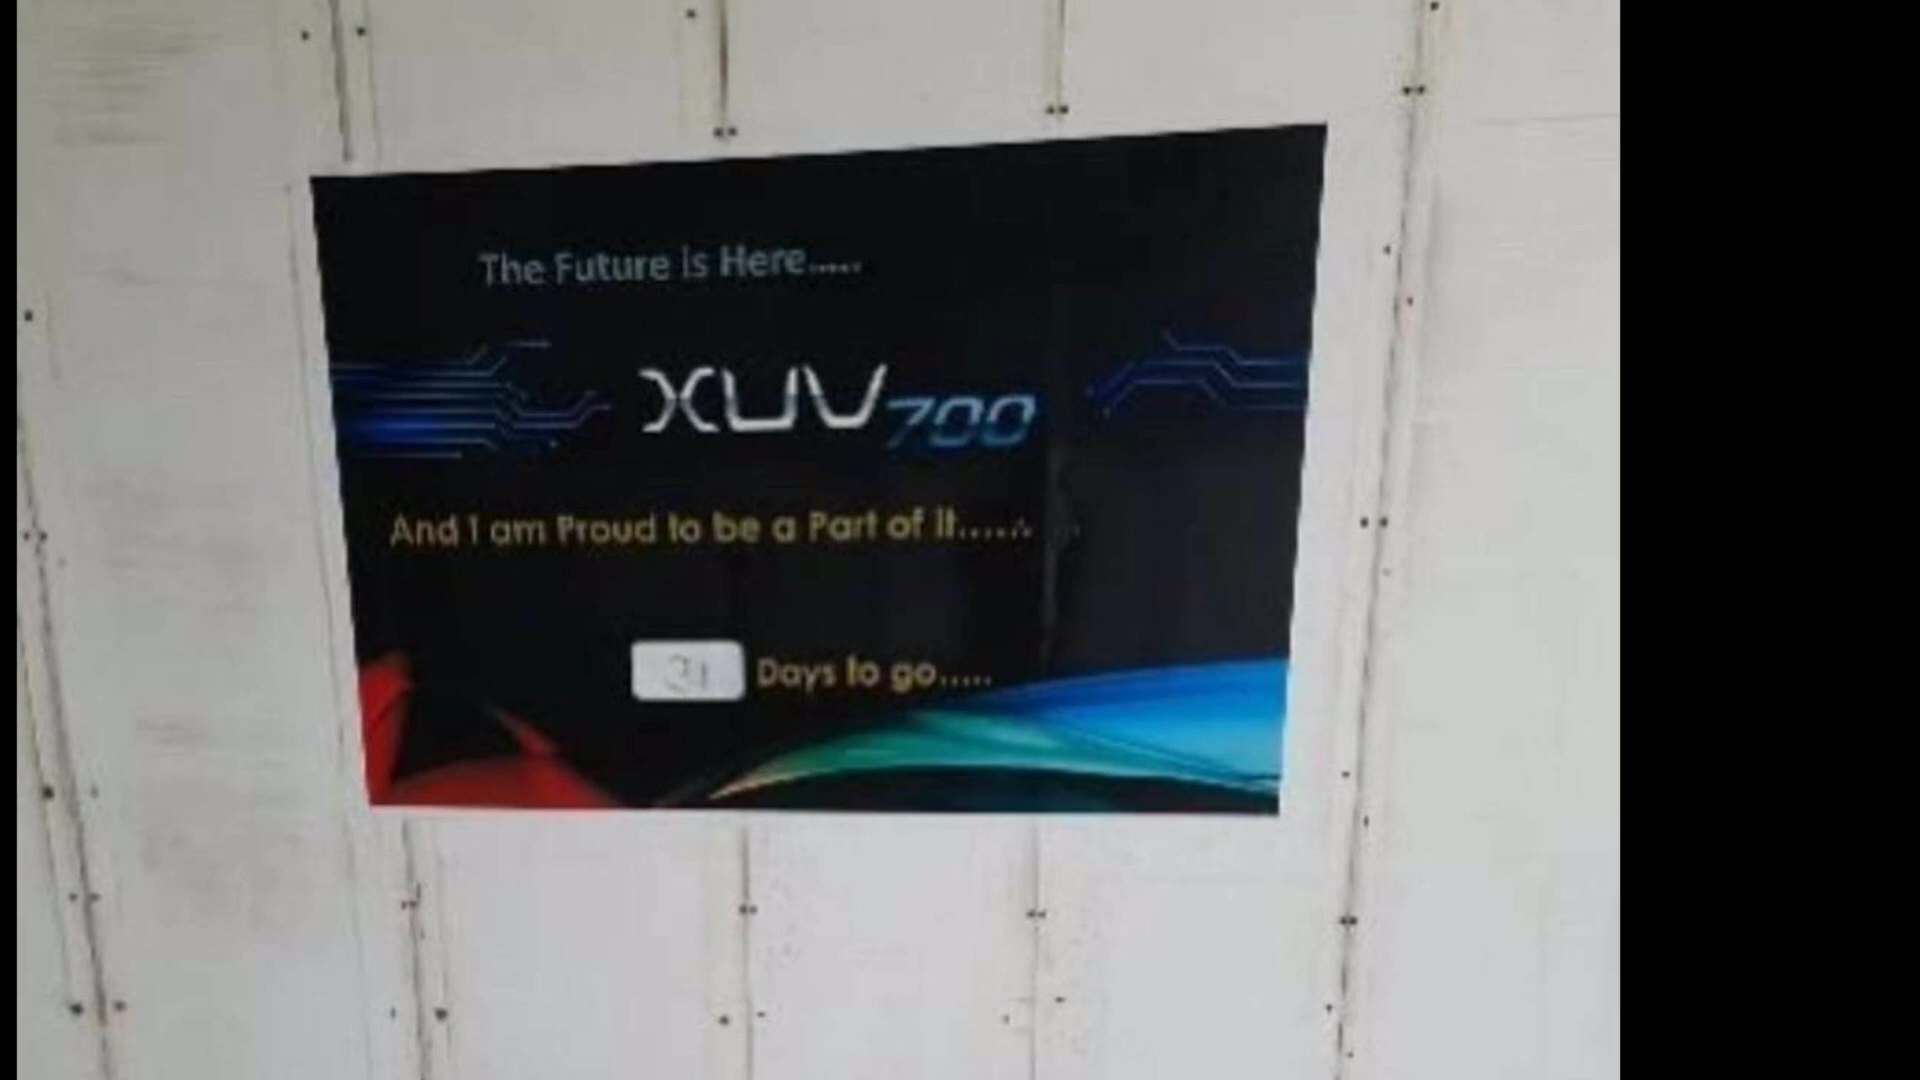 The Future is Here.....
XUV700
And I am Proud to be a Part of it......
Days to go.....